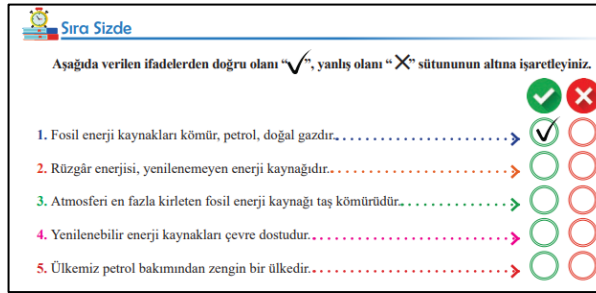 Sıra Sizde
Aşağıda verilen ifadelerden doğru olanı “✓”, yanlış olanı “✕” sütununun altına işaretleyiniz.
1. Fosil enerji kaynakları kömür, petrol, doğal gazdır.
2. Rüzgâr enerjisi, yenilenemeyen enerji kaynağıdır.
3. Atmosferi en fazla kirleten fosil enerji kaynağı taş kömürüdür.
4. Yenilenebilir enerji kaynakları çevre dostudur.
5. Ülkemiz petrol bakımından zengin bir ülkedir.